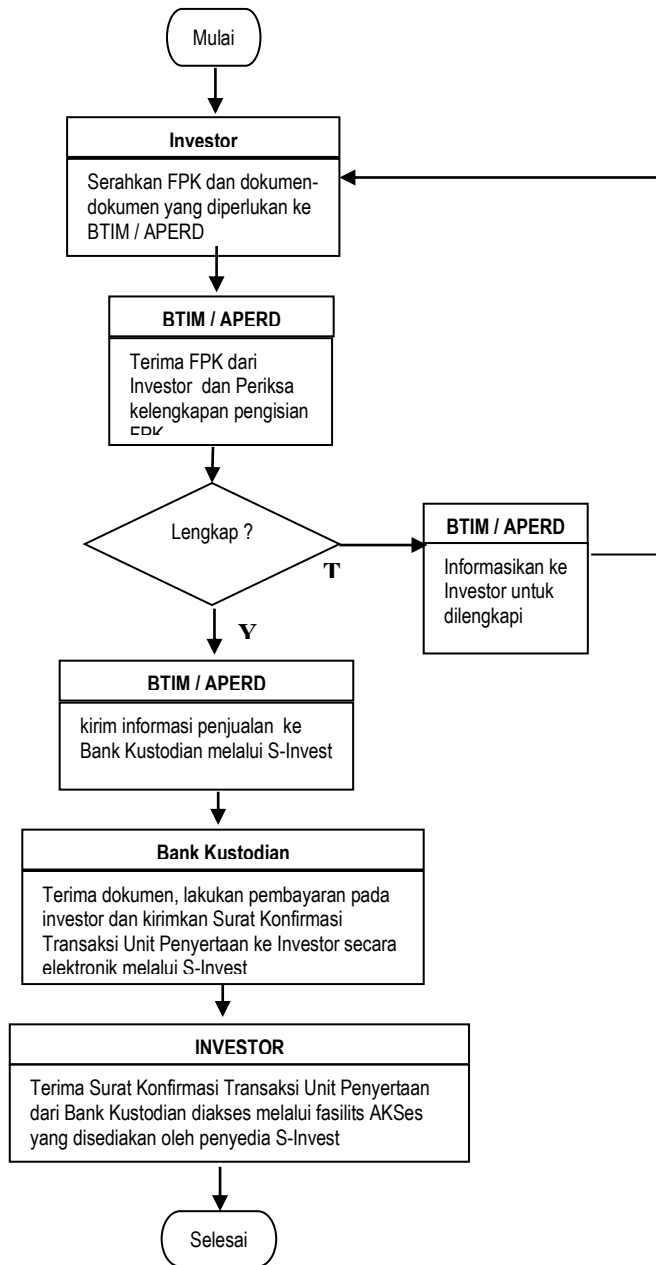 Mulai
Investor
Serahkan FPK dan dokumen-
dokumen yang diperlukan ke
BTIM / APERD
BTIM / APERD
Terima FPK dari
Investor dan Periksa
kelengkapan pengisian
FPK
Lengkap ?
T
BTIM / APERD
Informasikan ke
Investor untuk
dilengkapi
Y
BTIM / APERD
kirim informasi penjualan ke
Bank Kustodian melalui S-Invest
Bank Kustodian
Terima dokumen, lakukan pembayaran pada
investor dan kirimkan Surat Konfirmasi
Transaksi Unit Penyertaan ke Investor secara
elektronik melalui S-Invest
INVESTOR
Terima Surat Konfirmasi Transaksi Unit Penyertaan
dari Bank Kustodian diakses melalui fasilits AKSes
yang disediakan oleh penyedia S-Invest
Selesai